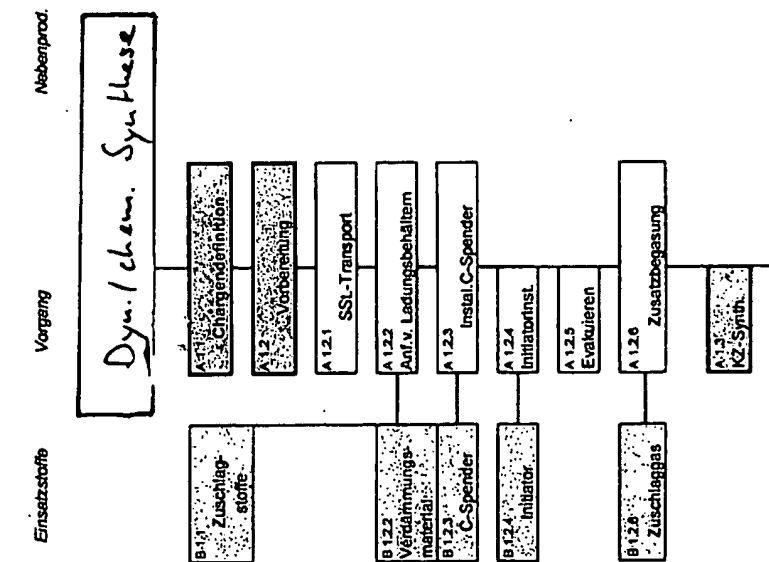 Einsatzstoffe
Vorgang
Nebenprod.
Dyn./chem. Synthese
B 1.1
Zuschlag-
stoffe
A 1.1
Chargendefinition
A 1.2
Vorbereitung
A 1.2.1
SSt.-Transport
B 1.2.2
Verdämmungs-
material
A 1.2.2
Anf.v. Ladungsbehältern
B 1.2.3
C-Spender
A 1.2.3
Instal.C-Spender
B 1.2.4
Initiator
A 1.2.4
InitiatorInst.
A 1.2.5
Evakuieren
B 1.2.6
Zuschlaggas
A 1.2.6
Zusatzbegasung
A 1.3
KZ-Synth.